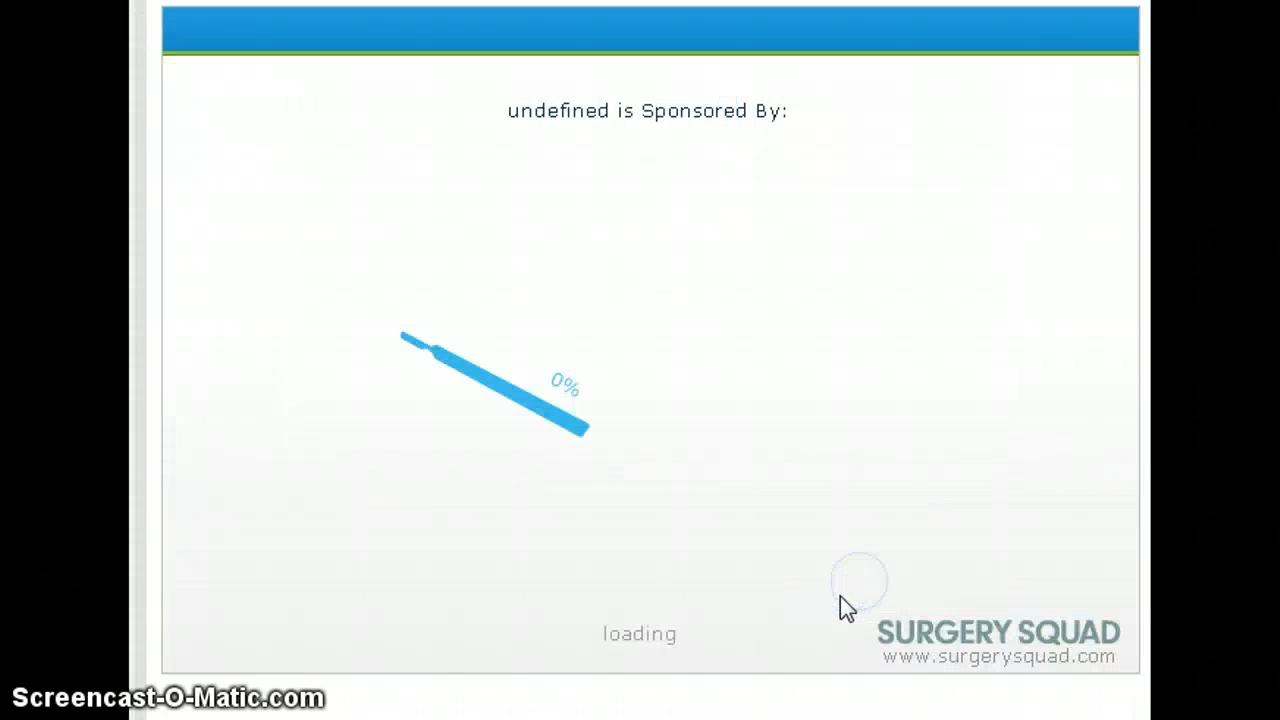 undefined is Sponsored By:
0%
loading
SURGERY SQUAD
www.surgerysquad.com
Screencast-O-Matic.com